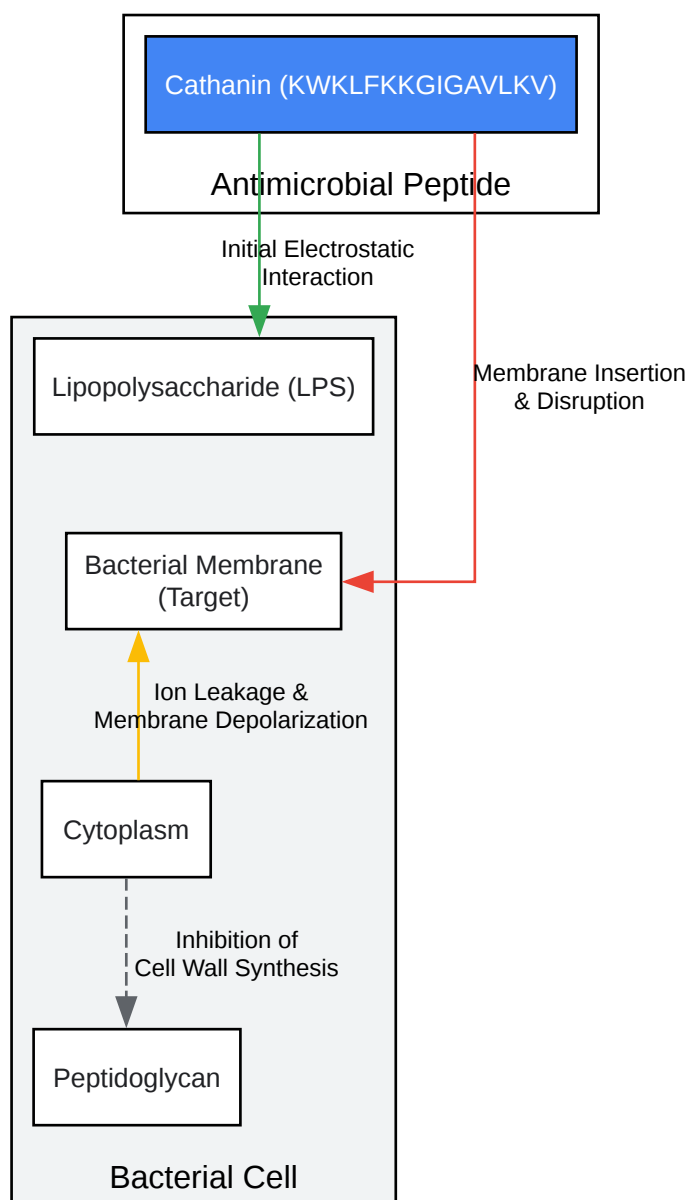 Cathanin (KWKLFKKGIGAVLKV)
Antimicrobial Peptide
Initial Electrostatic
Interaction
Lipopolysaccharide (LPS)
Membrane Insertion
& Disruption
Bacterial Membrane
(Target)
Ion Leakage &
Membrane Depolarization
Cytoplasm
Inhibition of
Cell Wall Synthesis
Peptidoglycan
Bacterial Cell